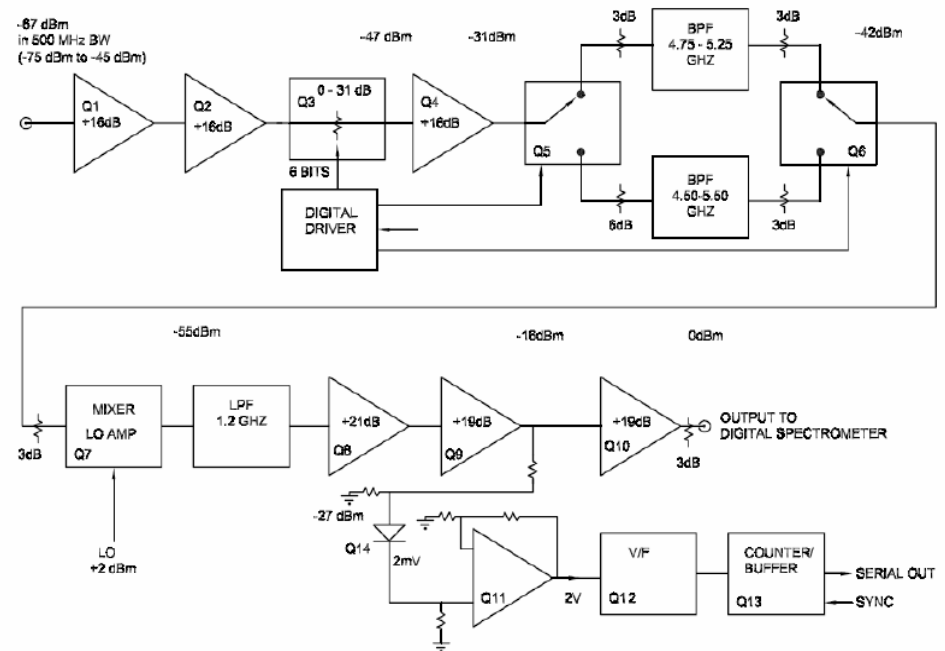 -67 dBm
in 500 MHz BW
(-75 dBm to -45 dBm)
-47 dBm
-31dBm
3dB
BPF
4.75 - 5.25
GHZ
3dB
-42dBm
Q1
+16dB
Q2
+16dB
Q3
0 - 31 dB
Q4
+16dB
Q5
Q6
6 BITS
DIGITAL
DRIVER
6dB
BPF
4.50-5.50
GHZ
3dB
-55dBm
-16dBm
0dBm
3dB
MIXER
LO AMP
Q7
LPF
1.2 GHZ
+21dB
Q8
+19dB
Q9
+19dB
Q10
3dB
OUTPUT TO
DIGITAL SPECTROMETER
LO
+2 dBm
-27 dBm
Q14
2mV
Q11
2V
V/F
Q12
COUNTER/
BUFFER
Q13
SERIAL OUT
SYNC